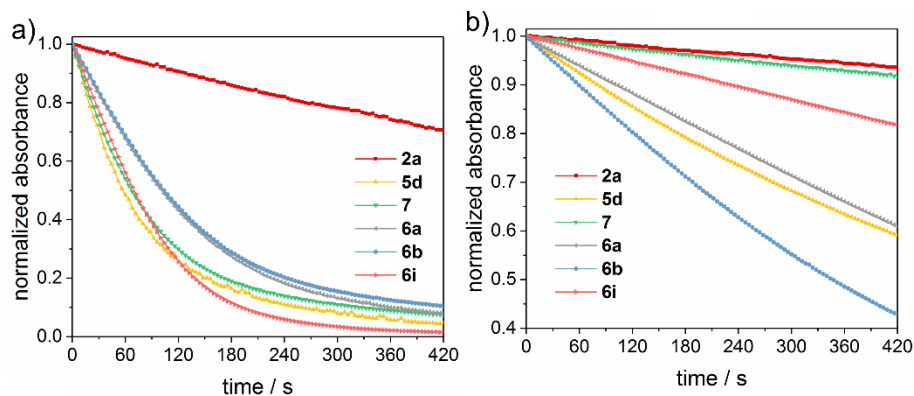 a)
normalized absorbance
1.0
0.8
0.6
0.4
0.2
0.0
2a
5d
7
6a
6b
6i
0 60 120 180 240 300 360 420
time / s
b)
normalized absorbance
1.00
0.95
0.90
0.8
0.7
0.6
0.5
0.4
2a
5d
7
6a
6b
6i
0 60 120 180 240 300 360 420
time / s